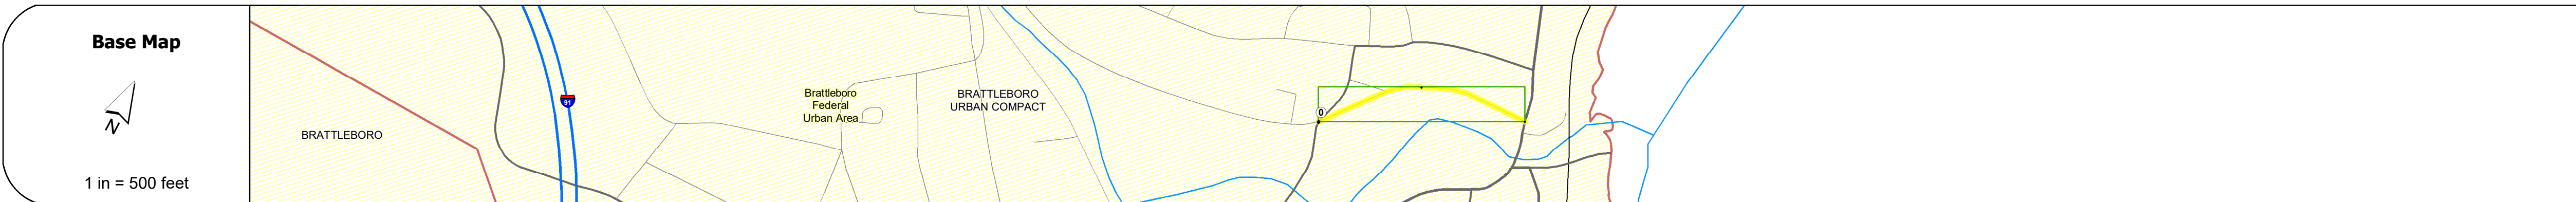 Base Map
N
1 in = 500 feet
BRATTLEBORO
91
Brattleboro
Federal
Urban Area
BRATTLEBORO
URBAN COMPACT
0